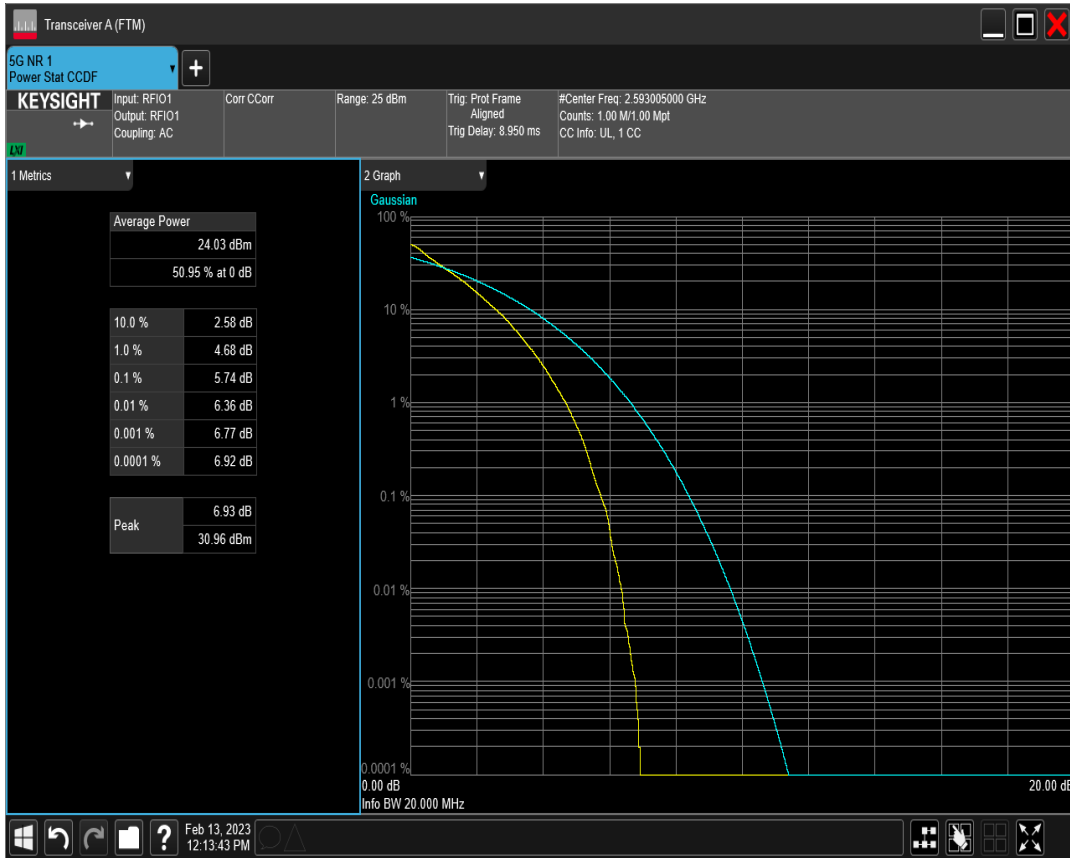 Transceiver A (FTM)
5G NR 1
Power Stat CCDF
+
KEYSIGHT
LXI
Input: RFIO1
Output: RFIO1
Coupling: AC
Corr CCorr
Range: 25 dBm
Trig: Prot Frame
Aligned
Trig Delay: 8.950 ms
#Center Freq: 2.593005000 GHz
Counts: 1.00 M/1.00 Mpt
CC Info: UL, 1 CC
1 Metrics
Average Power
24.03 dBm
50.95 % at 0 dB
10.0 % 2.58 dB
1.0 % 4.68 dB
0.1 % 5.74 dB
0.01 % 6.36 dB
0.001 % 6.77 dB
0.0001 % 6.92 dB
Peak
6.93 dB
30.96 dBm
2 Graph
Gaussian
100 %
10 %
1 %
0.1 %
0.01 %
0.001 %
0.0001 %
0.00 dB
20.00 dB
Info BW 20.000 MHz
?
Feb 13, 2023
12:13:43 PM